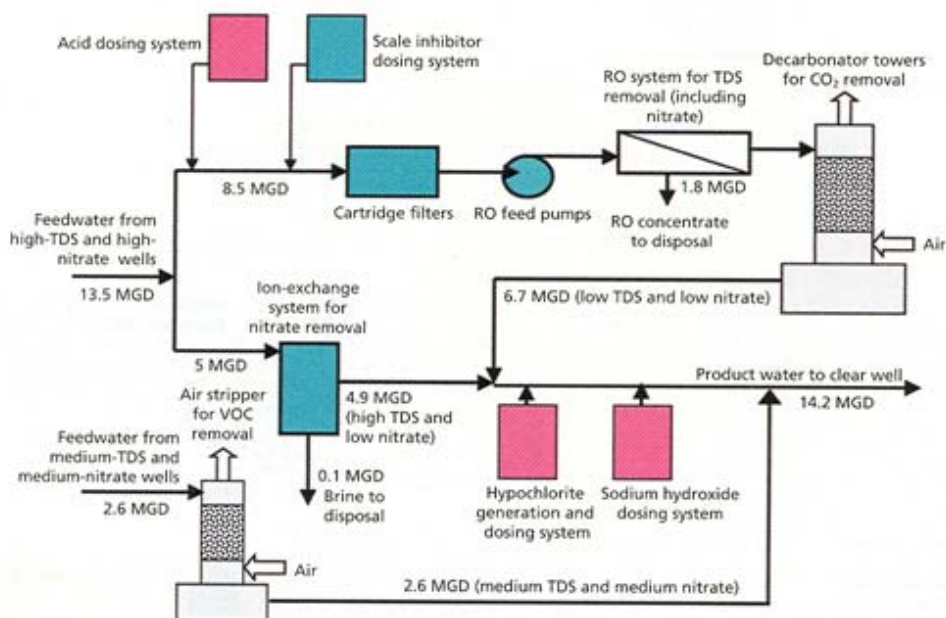 Acid dosing system
Scale inhibitor
dosing system
Decarbonator towers
for CO₂ removal
RO system for TDS
removal (including
nitrate)
8.5 MGD
Cartridge filters
RO feed pumps
1.8 MGD
RO concentrate
to disposal
Air
Feedwater from
high-TDS and high-
nitrate wells
13.5 MGD
Ion-exchange
system for
nitrate removal
6.7 MGD (low TDS and low nitrate)
5 MGD
Air stripper
for VOC
removal
4.9 MGD
(high TDS and
low nitrate)
Product water to clear well
14.2 MGD
Feedwater from
medium-TDS and
medium-nitrate wells
2.6 MGD
0.1 MGD
Brine to
disposal
Hypochlorite
generation and
dosing system
Sodium hydroxide
dosing system
Air
2.6 MGD (medium TDS and medium nitrate)